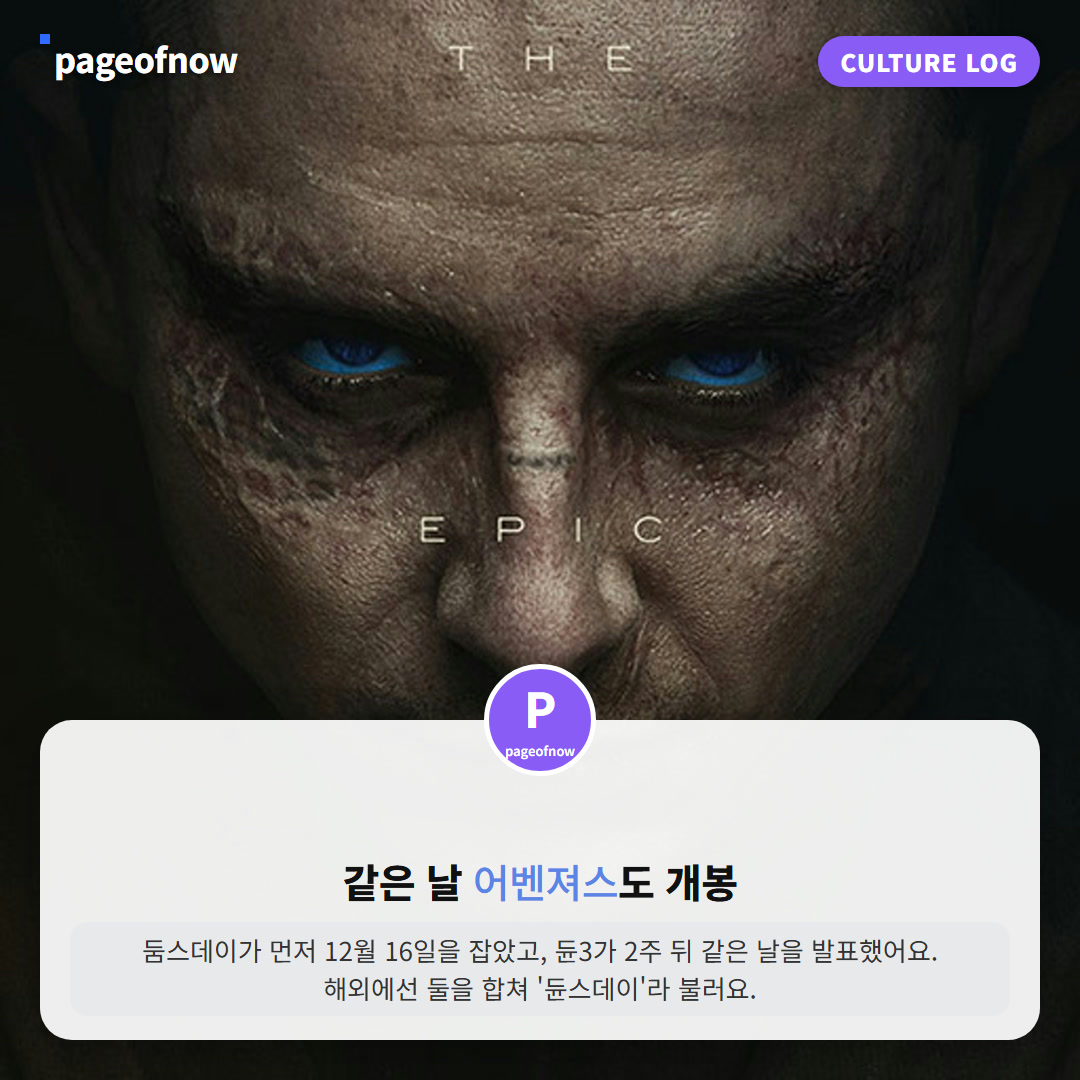 pageofnow
CULTURE LOG
THE
EPIC
P
pageofnow
같은 날 어벤져스도 개봉
둠스데이가 먼저 12월 16일을 잡았고, 듄3가 2주 뒤 같은 날을 발표했어요.
해외에선 둘을 합쳐 '듄스데이'라 불러요.